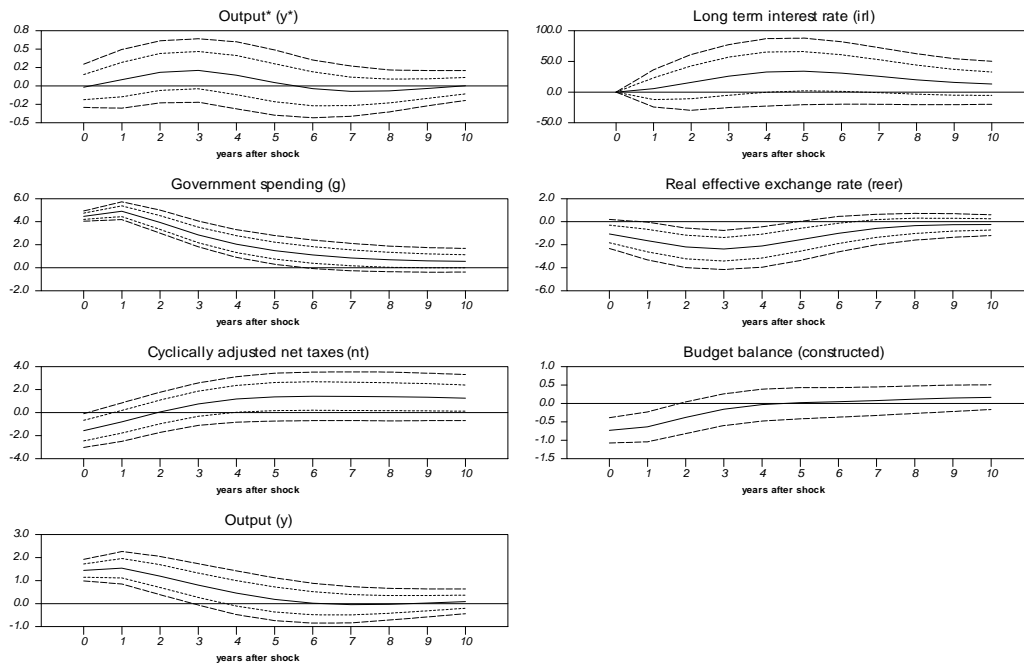 Output* (y*)
0.8
0.5
0.2
0.0
-0.2
-0.5
0 1 2 3 4 5 6 7 8 9 10
years after shock
Long term interest rate (irl)
100.0
50.0
0.0
-50.0
0 1 2 3 4 5 6 7 8 9 10
years after shock
Government spending (g)
6.0
4.0
2.0
0.0
-2.0
0 1 2 3 4 5 6 7 8 9 10
years after shock
Real effective exchange rate (reer)
2.0
0.0
-2.0
-4.0
-6.0
0 1 2 3 4 5 6 7 8 9 10
years after shock
Cyclically adjusted net taxes (nt)
4.0
2.0
0.0
-2.0
-4.0
0 1 2 3 4 5 6 7 8 9 10
years after shock
Budget balance (constructed)
1.0
0.5
0.0
-0.5
-1.0
-1.5
0 1 2 3 4 5 6 7 8 9 10
years after shock
Output (y)
3.0
2.0
1.0
0.0
-1.0
0 1 2 3 4 5 6 7 8 9 10
years after shock